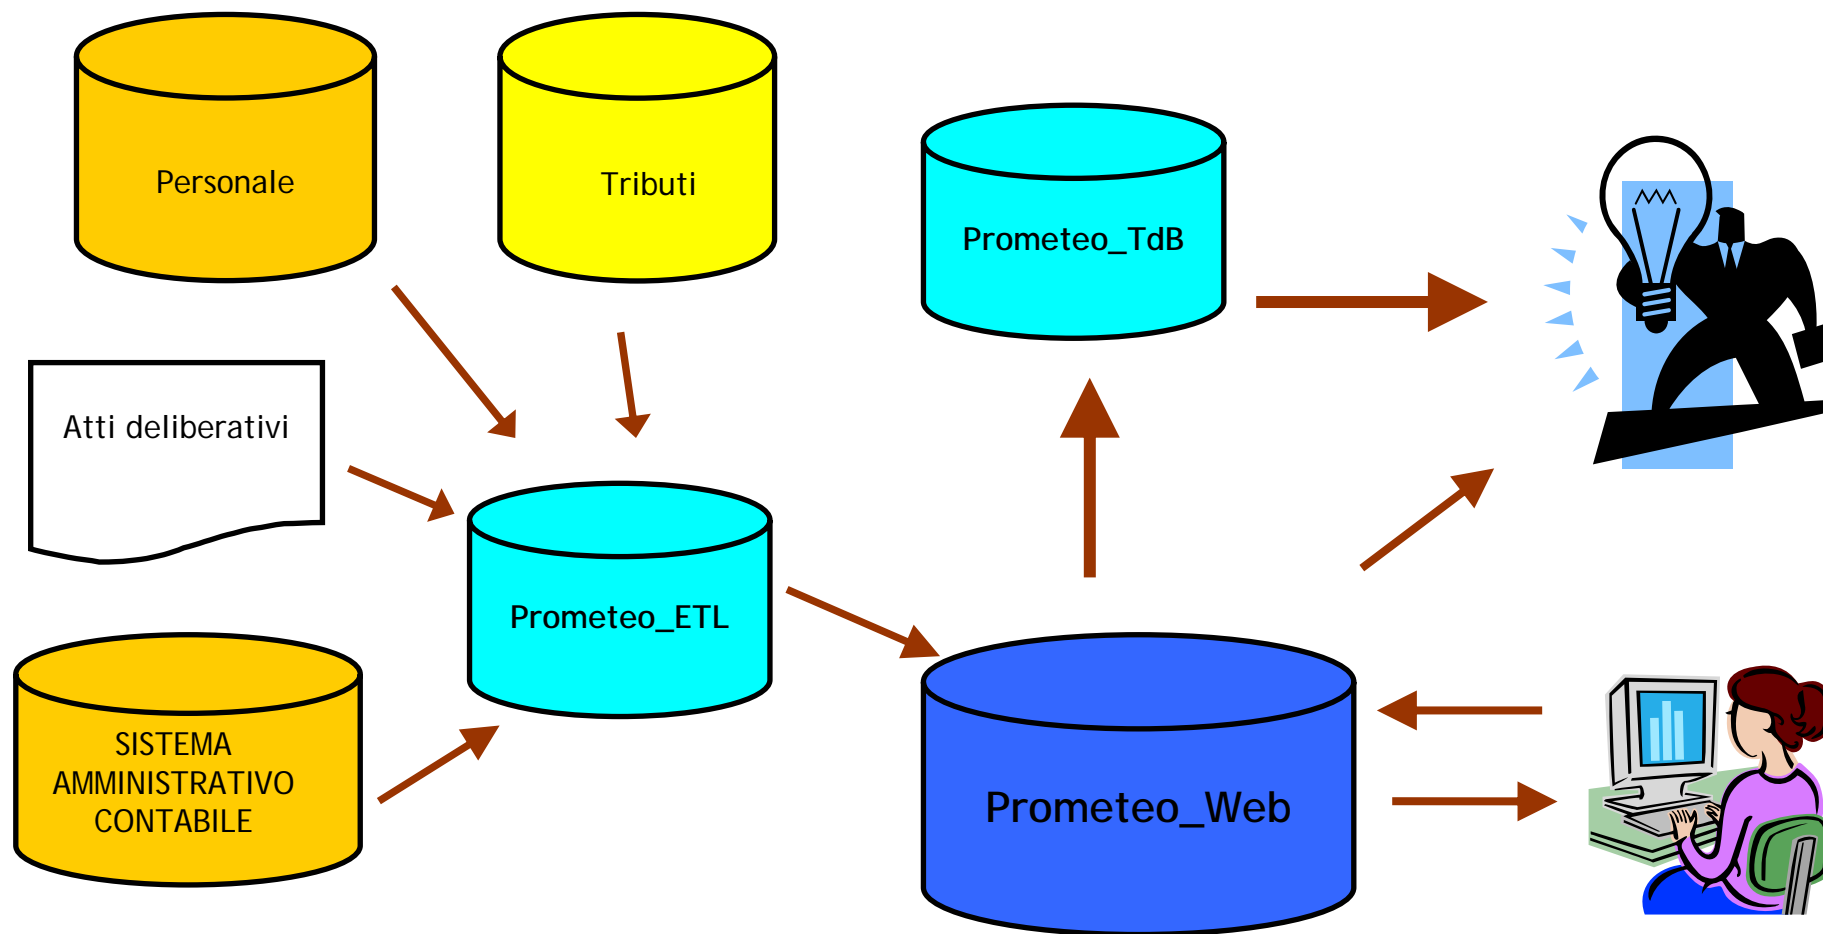 Personale
Tributi
Prometeo_TdB
Atti deliberativi
Prometeo_ETL
SISTEMA
AMMINISTRATIVO
CONTABILE
Prometeo_Web